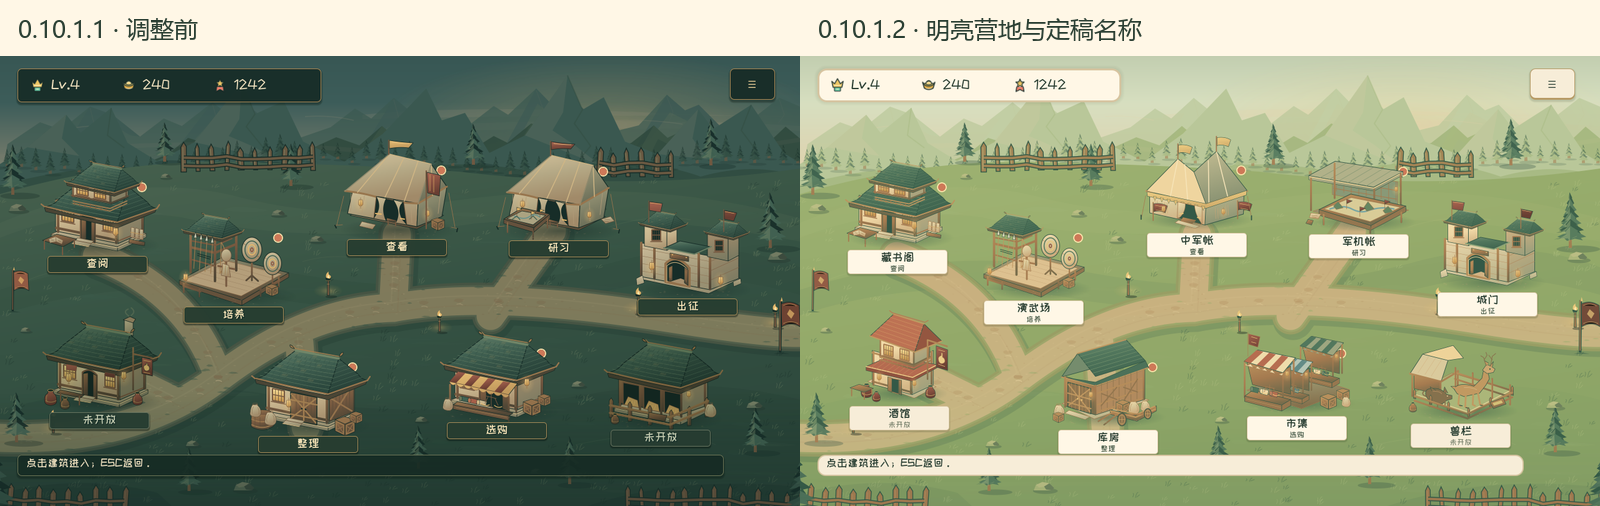 0.10.1.1 · 调整前
Lv.4 240 1242
☰
查看
研习
查阅
出征
培养
未开放
选购
未开放
整理
点击建筑进入；ESC返回。
0.10.1.2 · 明亮营地与定稿名称
Lv.4 240 1242
☰
中军帐
查看
军机帐
研习
藏书阁
查阅
城门
出征
演武场
培养
酒馆
未开放
市集
选购
兽栏
未开放
库房
整理
点击建筑进入；ESC返回。